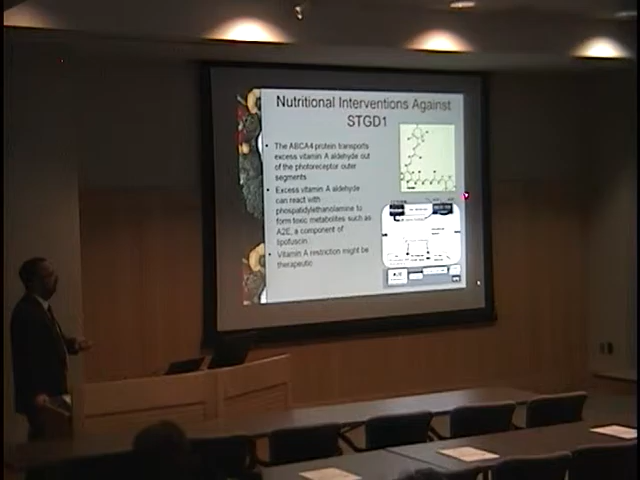 Nutritional Interventions Against
STGD1
• The ABCA4 protein transports
excess vitamin A aldehyde out
of the photoreceptor outer
segments
• Excess vitamin A aldehyde
can react with
phospatidylethanolamine to
form toxic metabolites such as
A2E, a component of
lipofuscin
• Vitamin A restriction might be
therapeutic
A2E